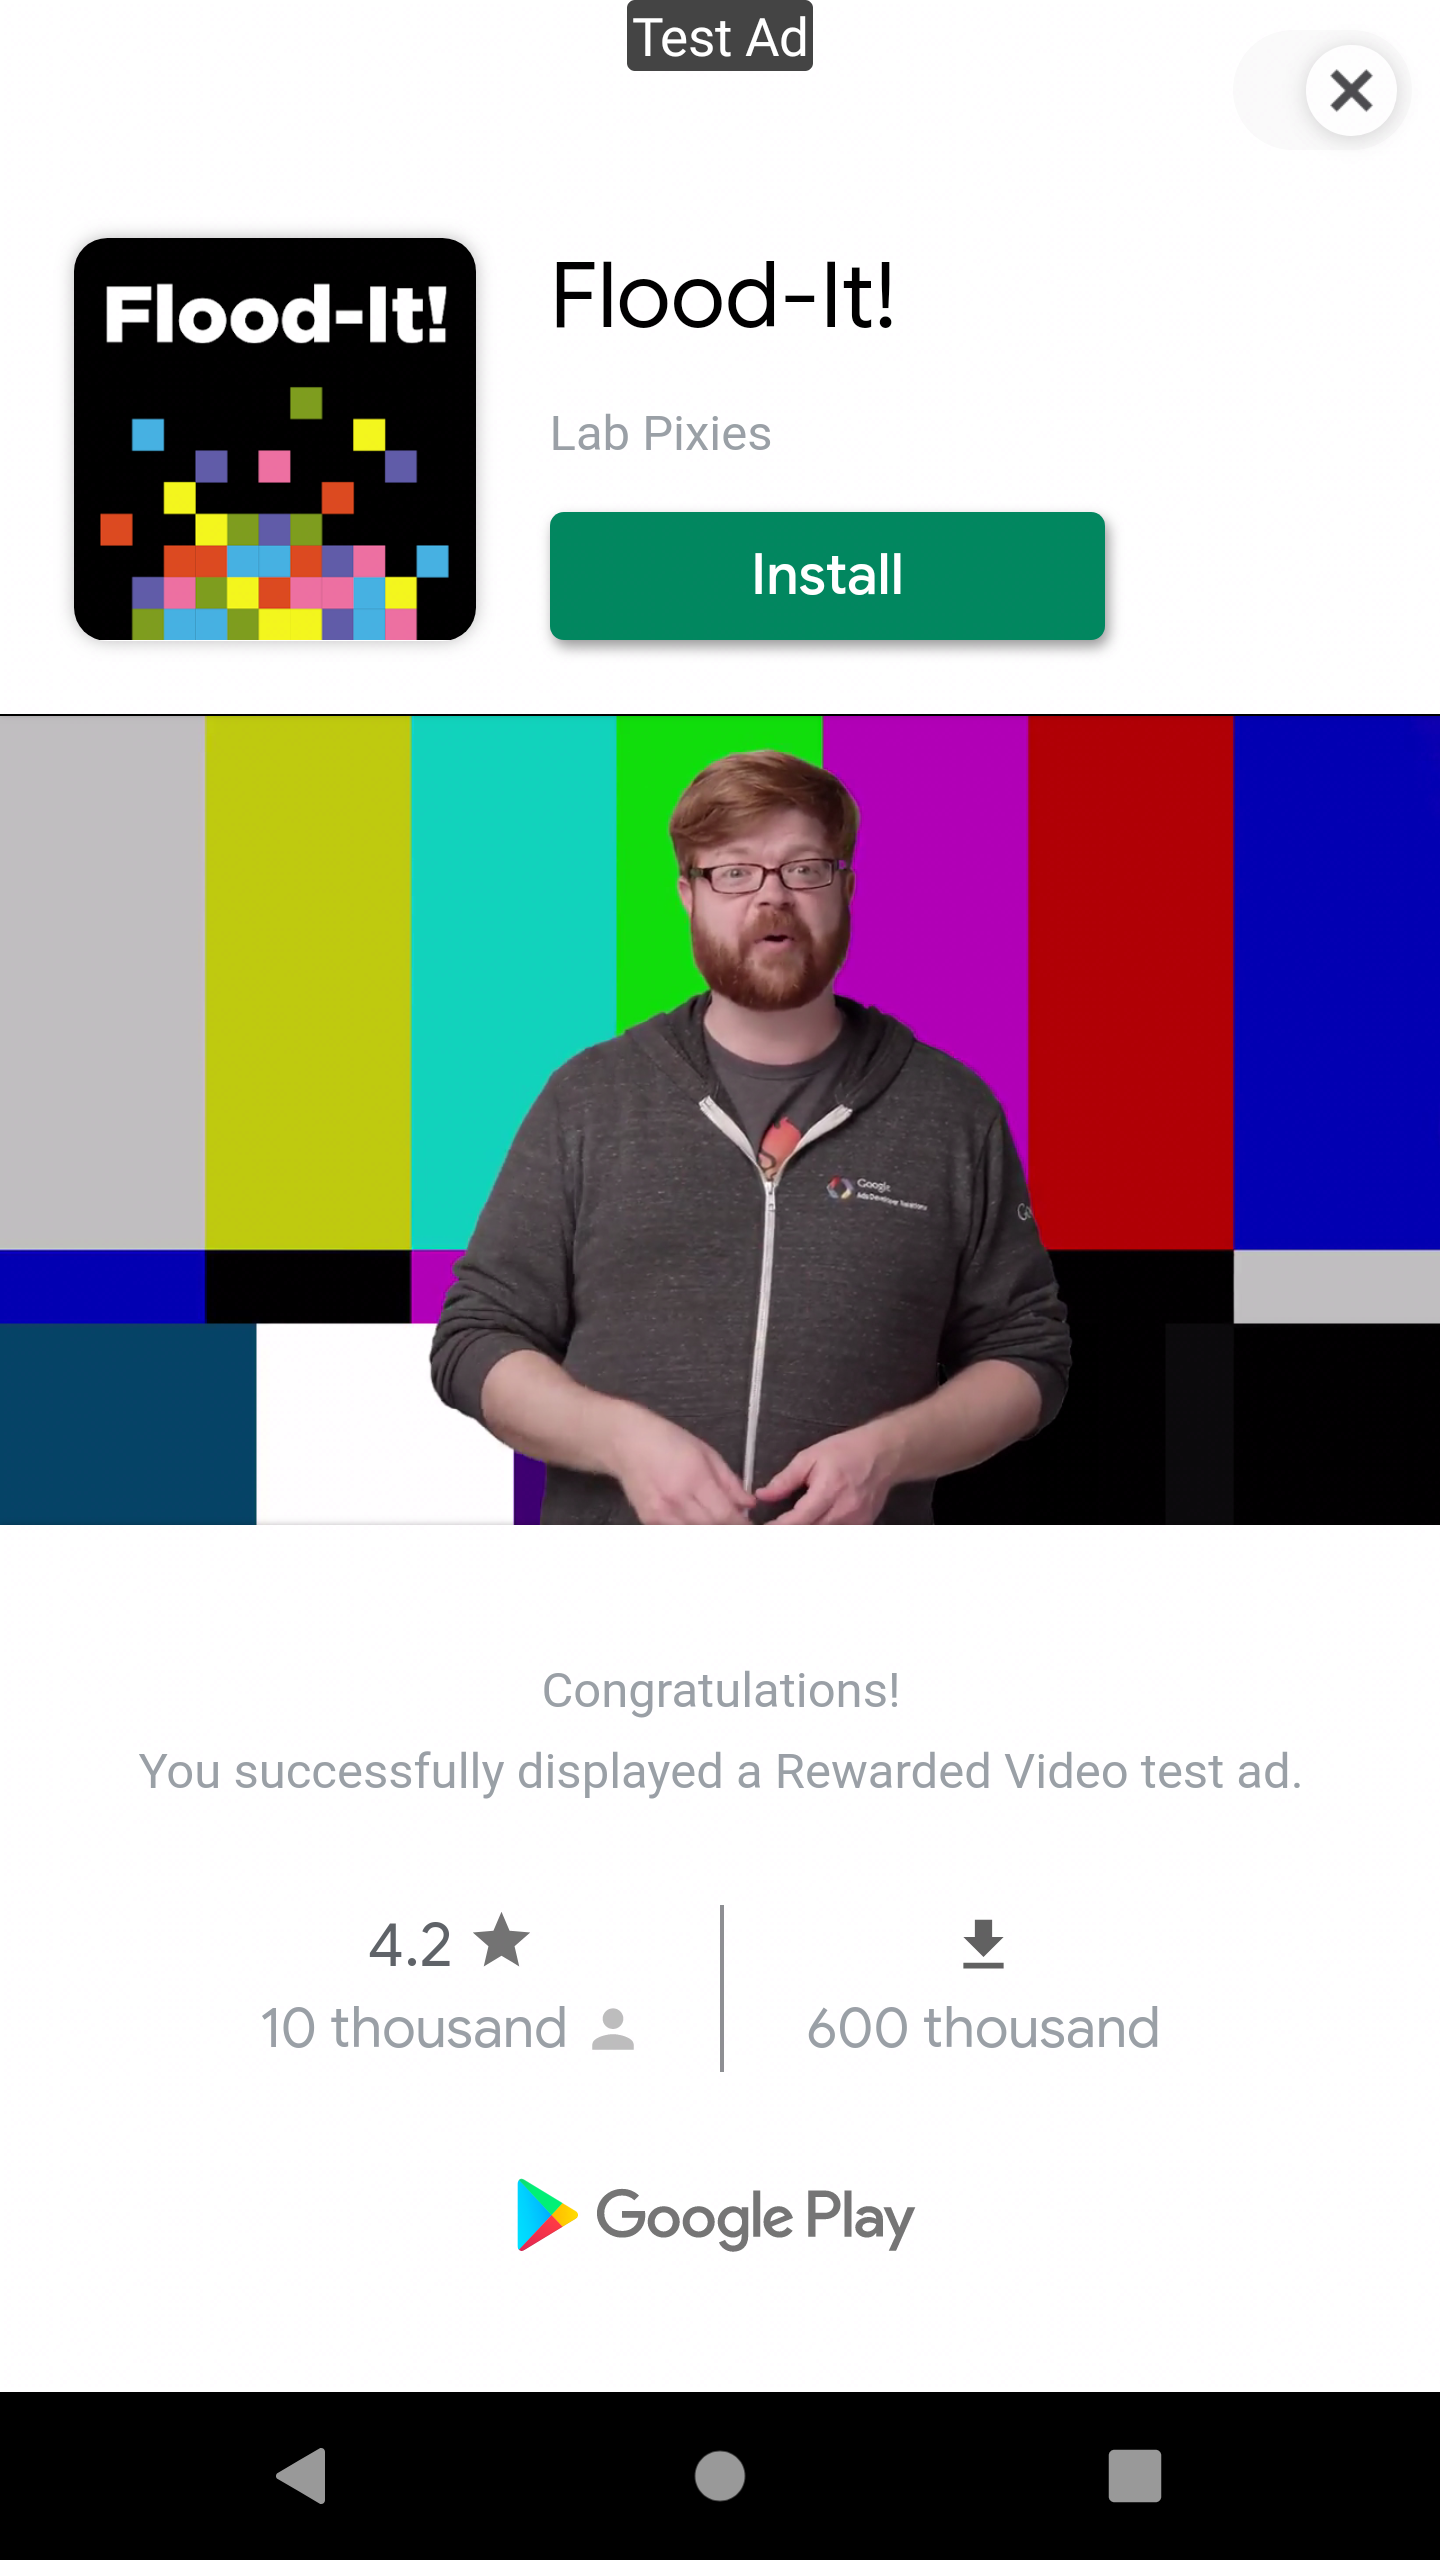 Test Ad
Flood-It!
Flood-It!
Lab Pixies
Install
Google
Congratulations!
You successfully displayed a Rewarded Video test ad.
4.2
10 thousand
600 thousand
Google Play